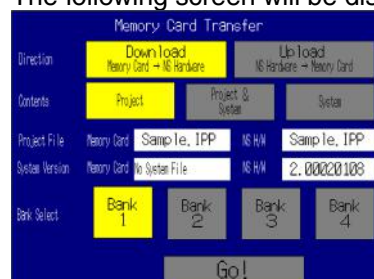 The following screen will be dis
Memory Card Transfer
Direction
Download
Memory Card → NS Hardware
Upload
NS Hardware → Memory Card
Contents
Project
Project &
System
System
Project File Memory Card Sample.IPP NS H/W Sample.IPP
System Version Memory Card No System File NS H/W 2.00020108
Bank Select
Bank
1
Bank
2
Bank
3
Bank
4
Go!